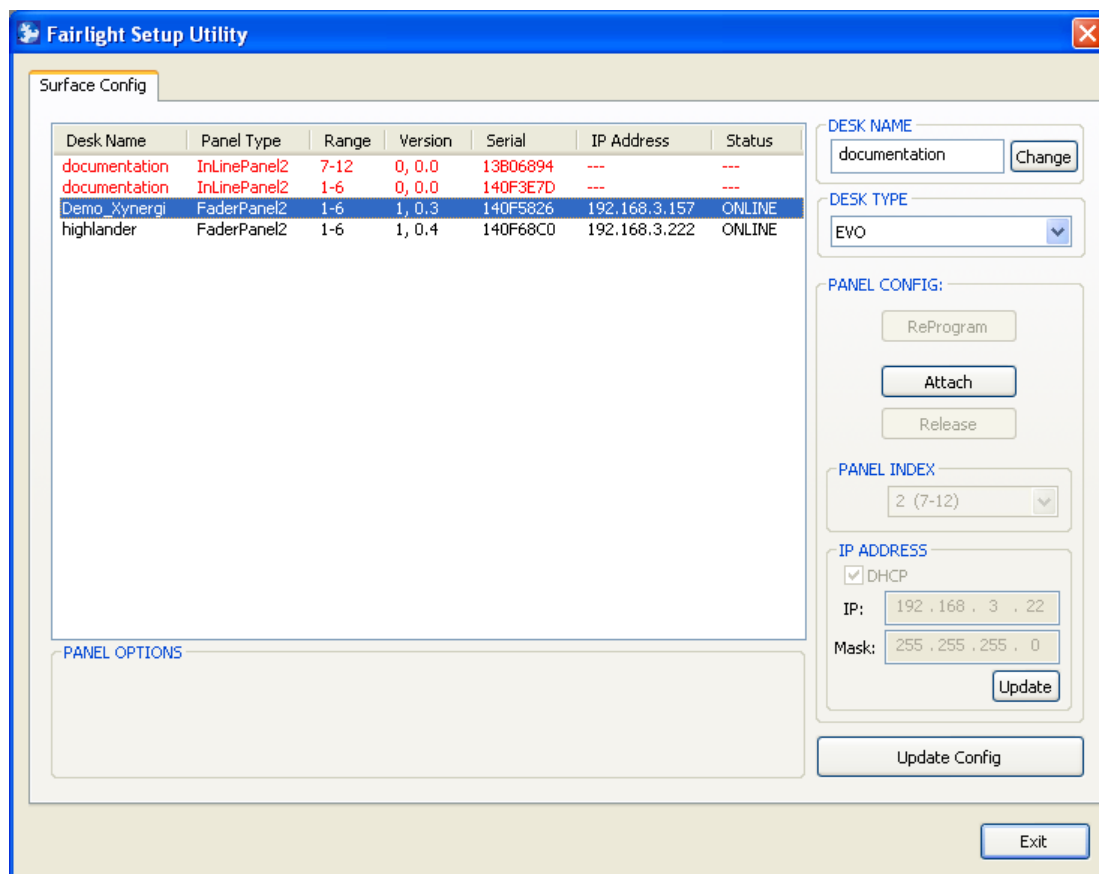 Fairlight Setup Utility
Surface Config
Desk Name Panel Type Range Version Serial IP Address Status
documentation InLinePanel2 7-12 0, 0.0 13B06894 --- ---
documentation InLinePanel2 1-6 0, 0.0 140F3E7D --- ---
Demo_Xynergi FaderPanel2 1-6 1, 0.3 140F5826 192.168.3.157 ONLINE
highlander FaderPanel2 1-6 1, 0.4 140F68C0 192.168.3.222 ONLINE
PANEL OPTIONS
DESK NAME
documentation Change
DESK TYPE
EVO
PANEL CONFIG:
ReProgram
Attach
Release
PANEL INDEX
2 (7-12)
IP ADDRESS
DHCP
IP: 192 . 168 . 3 . 22
Mask: 255 . 255 . 255 . 0
Update
Update Config
Exit